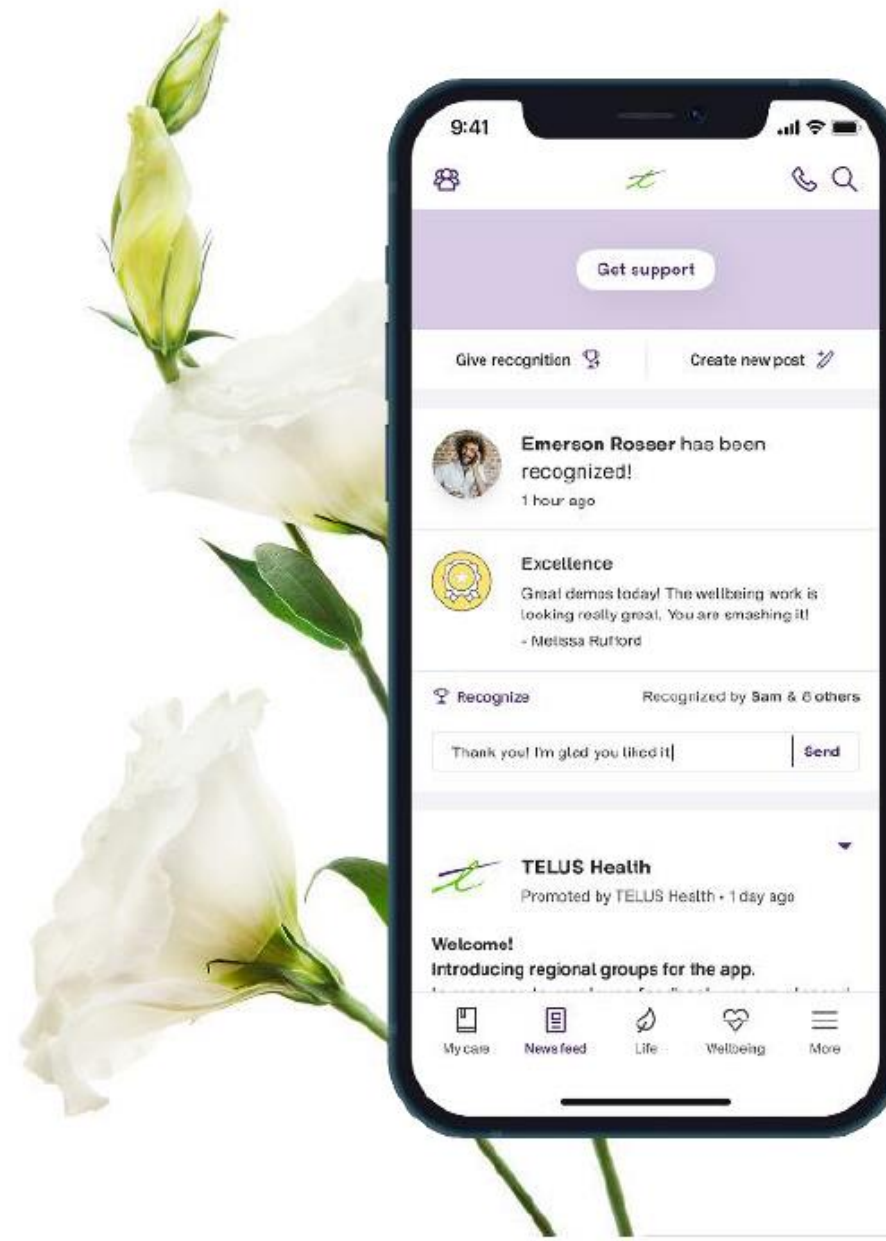 9:41
Get support
Give recognition
Create new post
Emerson Rosser has been
recognized!
1 hour ago
Excellence
Great demos today! The wellbeing work is
looking really great. You are smashing it!
- Melissa Rufford
Recognize
Recognized by Sam & 6 others
Thank you! I'm glad you liked it
Send
TELUS Health
Promoted by TELUS Health • 1 day ago
Welcome!
Introducing regional groups for the app.
My care
News feed
Life
Wellbeing
More